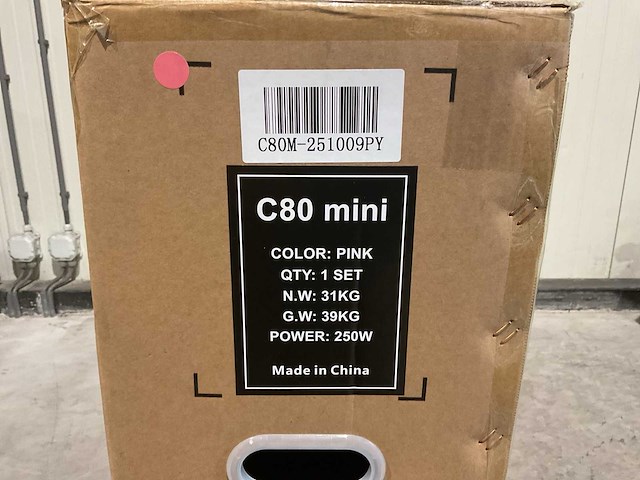 C80M-251009PY
C80 mini
COLOR: PINK
QTY: 1 SET
N.W: 31KG
G.W: 39KG
POWER: 250W
Made in China